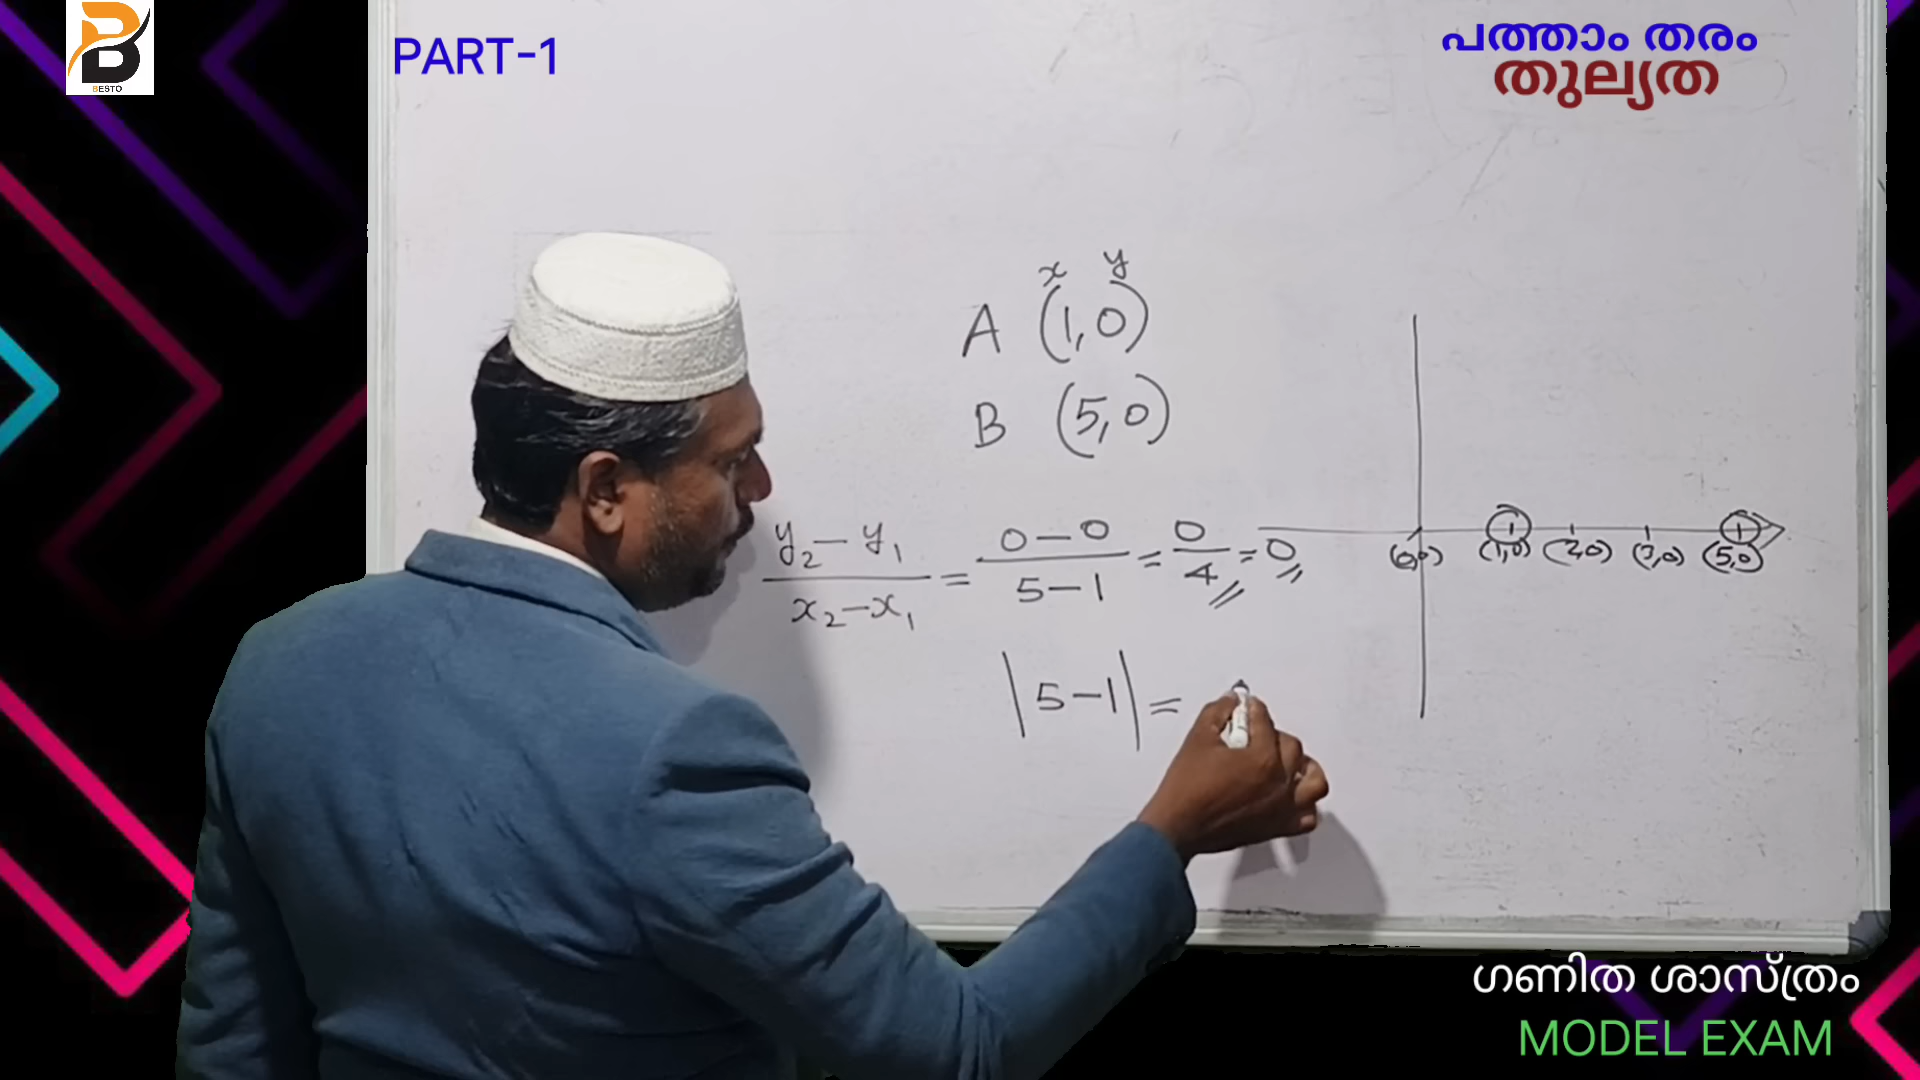 BESTO
PART-1
പത്താം തരം
തുല്യത
x y
A (1,0)
B (5,0)
y₂-y₁ / x₂-x₁ = 0-0 / 5-1 = 0/4 = 0
(0,0) (1,0) (2,0) (3,0) (5,0)
|5-1| =
ഗണിത ശാസ്ത്രം
MODEL EXAM